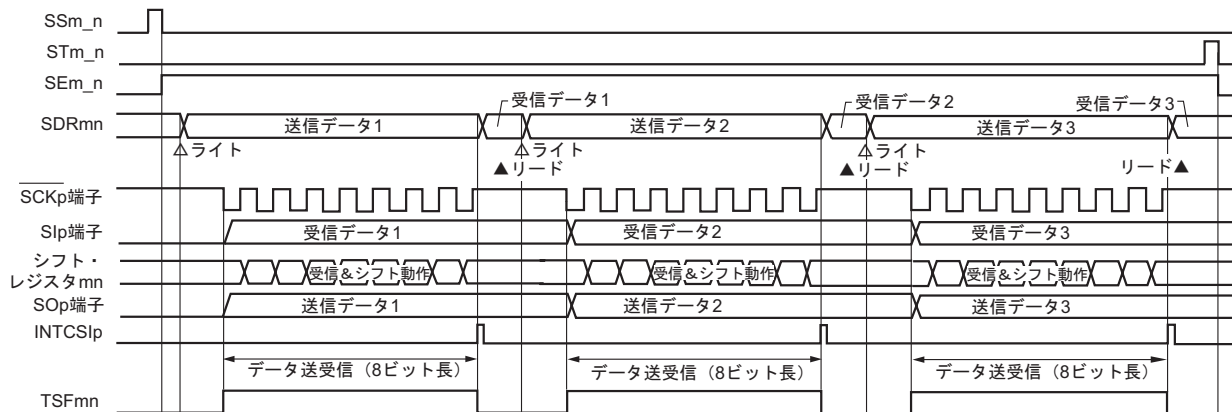 SSm_n
STm_n
SEm_n
受信データ1
受信データ2
受信データ3
SDRmn
送信データ1
送信データ2
送信データ3
△ライト
△ライト
△ライト
▲リード
▲リード
リード▲
SCKp端子
SIp端子
受信データ1
受信データ2
受信データ3
シフト・
レジスタmn
受信&シフト動作
受信&シフト動作
受信&シフト動作
SOp端子
送信データ1
送信データ2
送信データ3
INTCSIp
データ送受信（8ビット長）
データ送受信（8ビット長）
データ送受信（8ビット長）
TSFmn